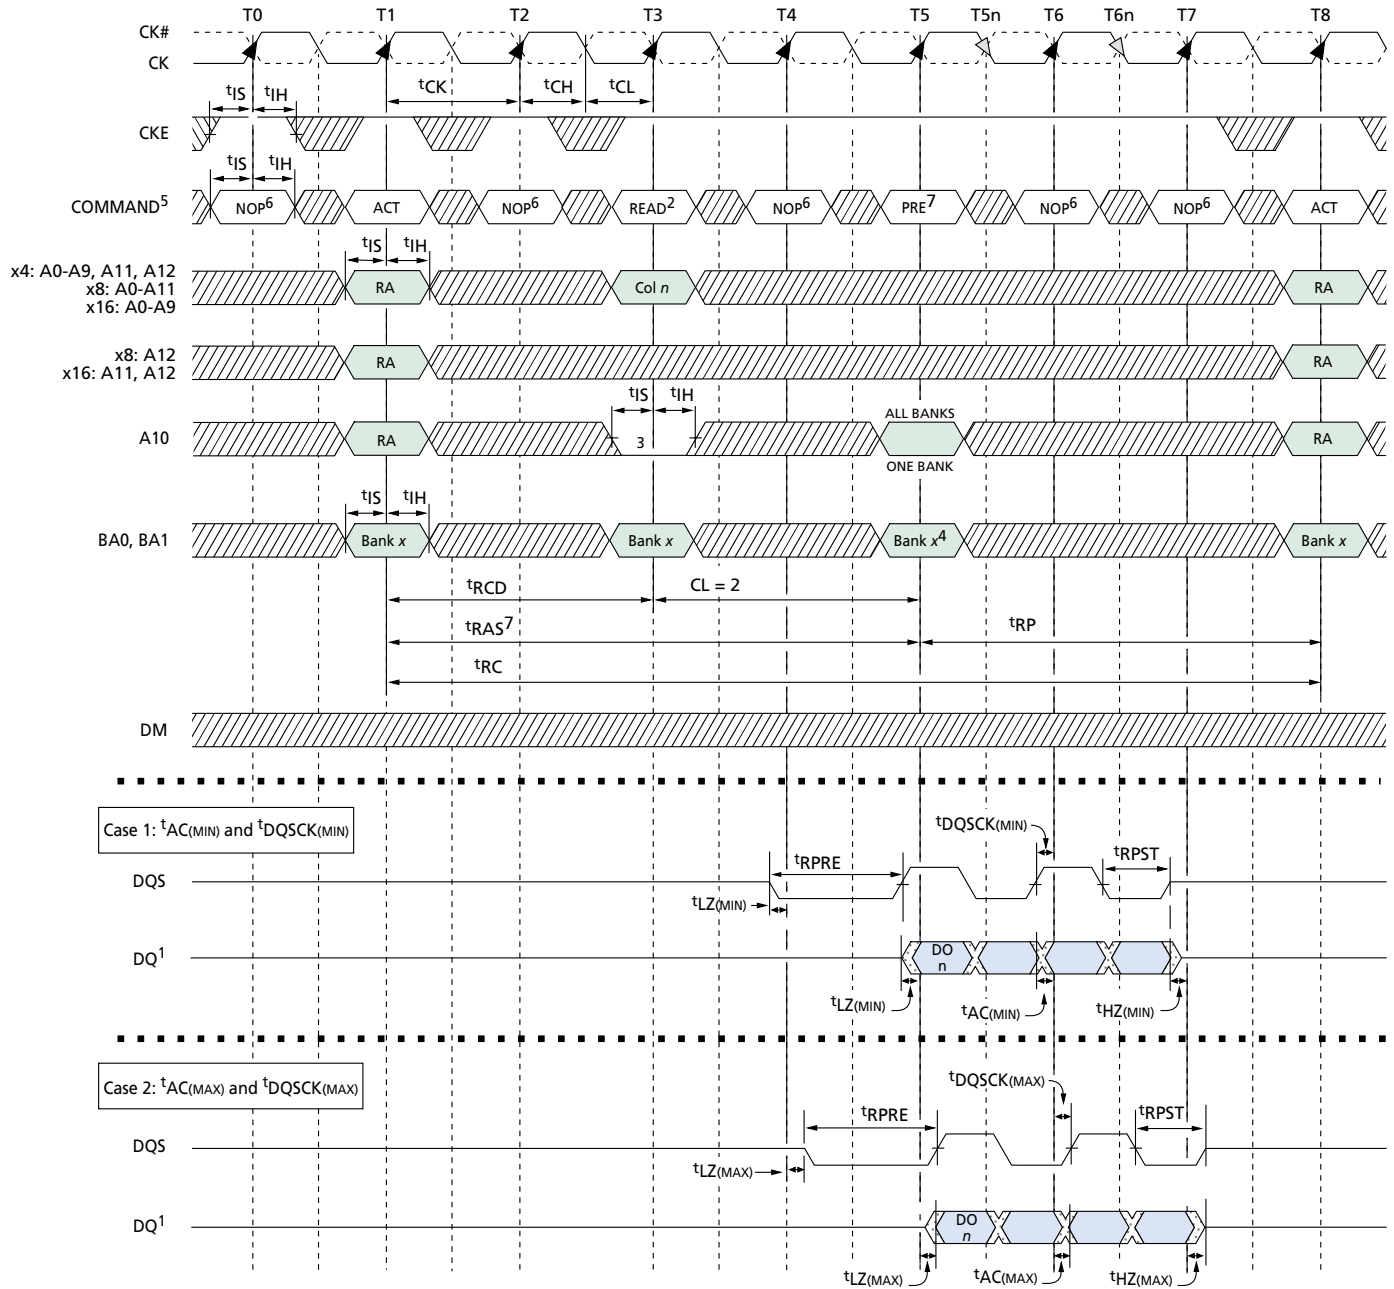 T0 T1 T2 T3 T4 T5 T5n T6 T6n T7 T8
CK#
CK
tCK tCH tCL
tIS tIH
CKE
tIS tIH
COMMAND5 NOP6 ACT NOP6 READ2 NOP6 PRE7 NOP6 NOP6 ACT
tIS tIH
x4: A0-A9, A11, A12
x8: A0-A11
x16: A0-A9
RA Col n RA
x8: A12
x16: A11, A12
RA RA
tIS tIH
ALL BANKS
A10 RA 3 RA
ONE BANK
tIS tIH
BA0, BA1 Bank x Bank x Bank x4 Bank x
tRCD CL = 2
tRAS7 tRP
tRC
DM
Case 1: tAC(MIN) and tDQSCK(MIN)
tDQSCK(MIN)
tRPRE tRPST
DQS
tLZ(MIN)
DQ1 DO
n
tLZ(MIN) tAC(MIN) tHZ(MIN)
Case 2: tAC(MAX) and tDQSCK(MAX)
tDQSCK(MAX)
tRPRE tRPST
DQS
tLZ(MAX)
DQ1 DO
n
tLZ(MAX) tAC(MAX) tHZ(MAX)